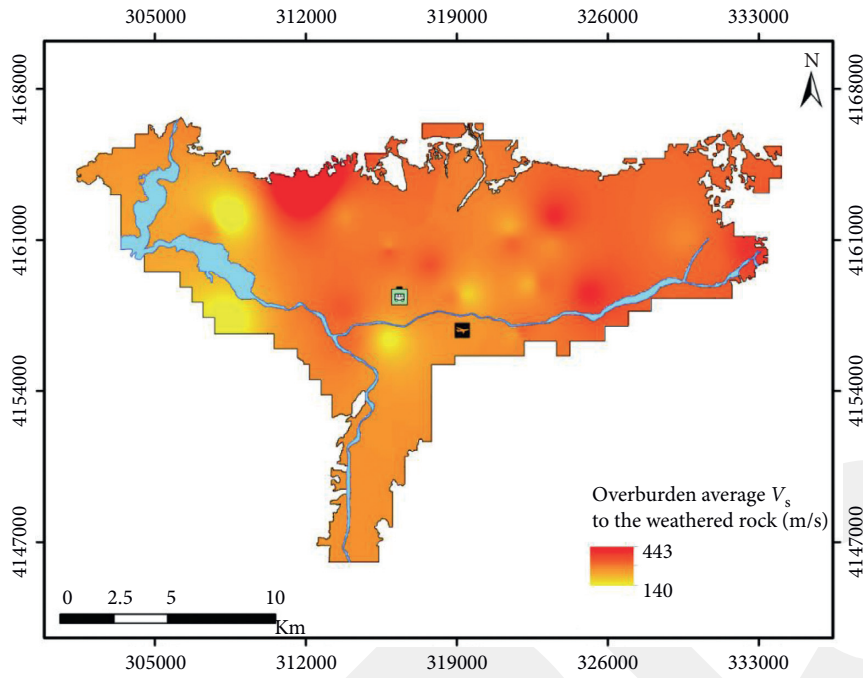 305000 312000 319000 326000 333000
N
4168000 4168000
4161000 4161000
4154000 4154000
Overburden average Vs
to the weathered rock (m/s)
4147000 4147000
443
140
0 2.5 5 10
Km
305000 312000 319000 326000 333000